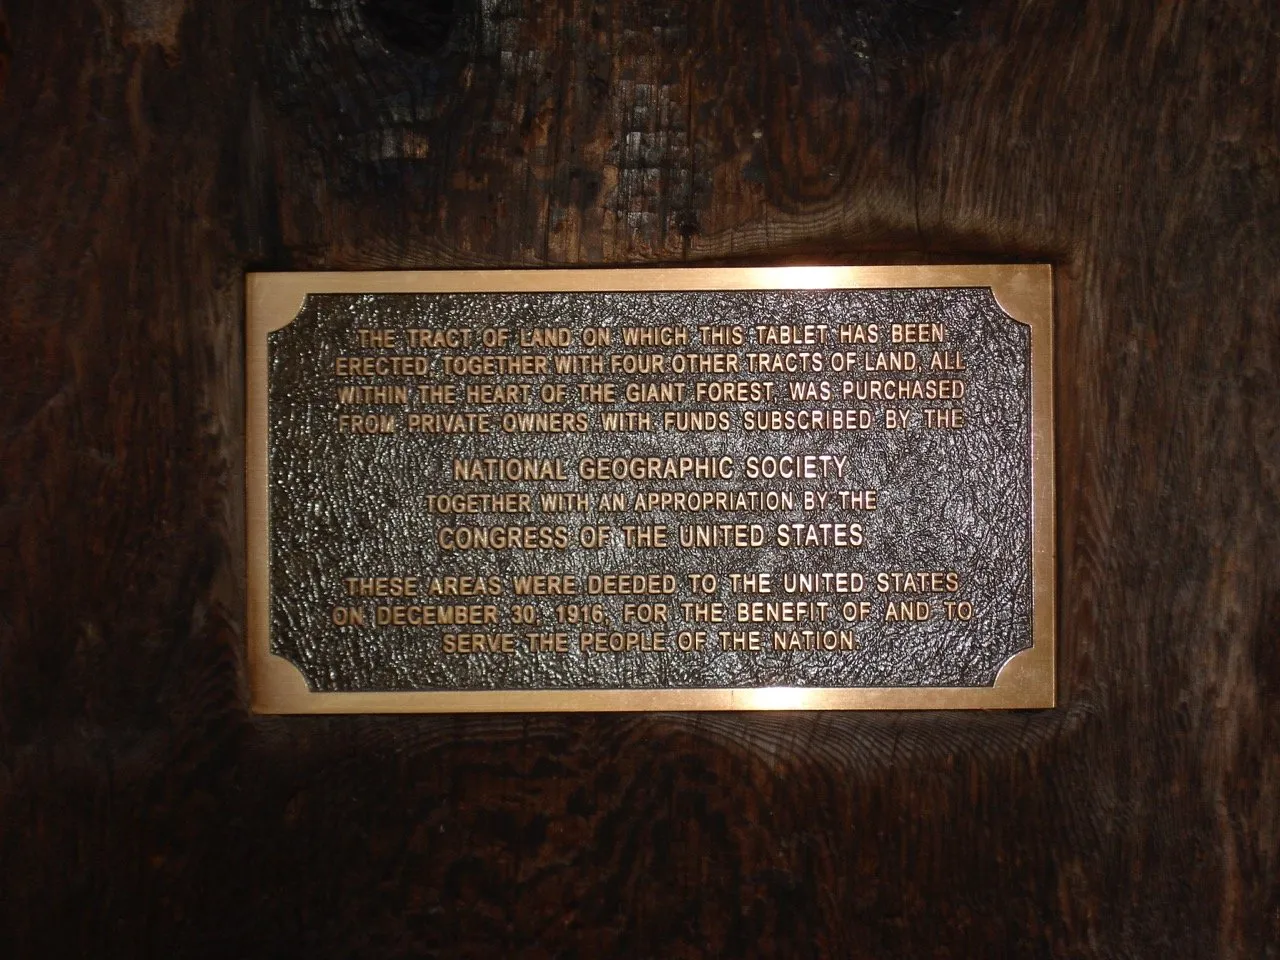 THE TRACT OF LAND ON WHICH THIS TABLET HAS BEEN
ERECTED, TOGETHER WITH FOUR OTHER TRACTS OF LAND, ALL
WITHIN THE HEART OF THE GIANT FOREST, WAS PURCHASED
FROM PRIVATE OWNERS WITH FUNDS SUBSCRIBED BY THE
NATIONAL GEOGRAPHIC SOCIETY
TOGETHER WITH AN APPROPRIATION BY THE
CONGRESS OF THE UNITED STATES
THESE AREAS WERE DEEDED TO THE UNITED STATES
ON DECEMBER 30, 1916, FOR THE BENEFIT OF AND TO
SERVE THE PEOPLE OF THE NATION.